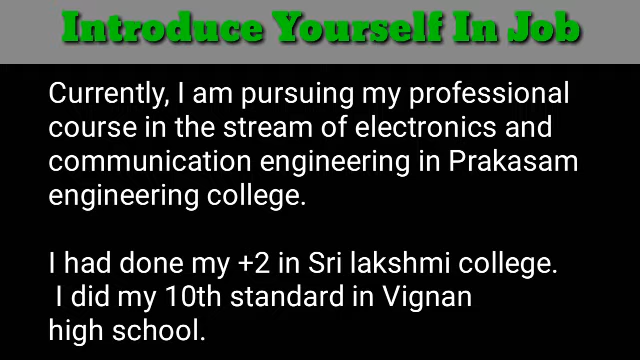 Introduce Yourself In Job
Currently, I am pursuing my professional
course in the stream of electronics and
communication engineering in Prakasam
engineering college.
I had done my +2 in Sri lakshmi college.
I did my 10th standard in Vignan
high school.